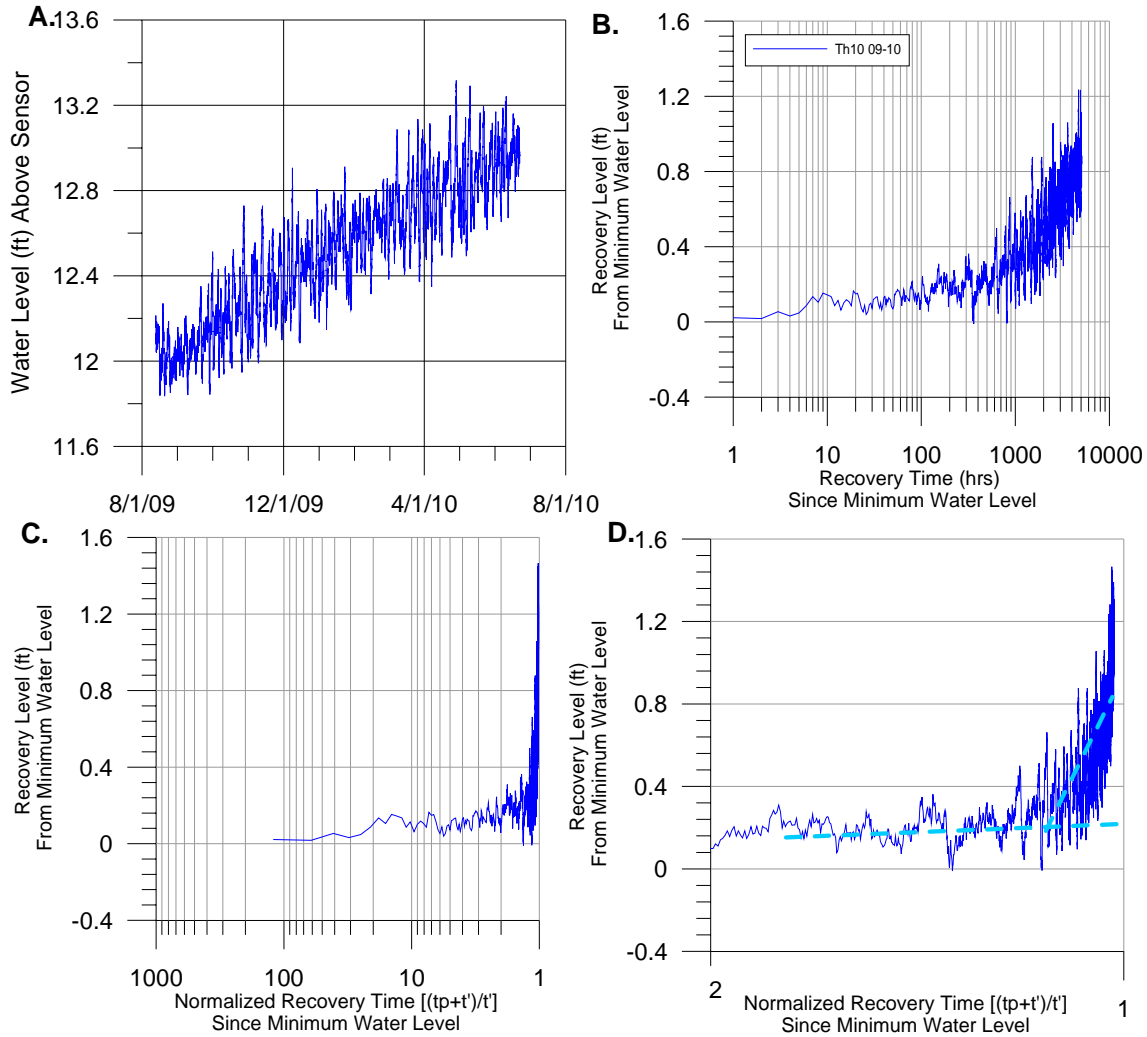 A.
13.6
13.2
12.8
12.4
12
11.6
Water Level (ft) Above Sensor
8/1/09 12/1/09 4/1/10 8/1/10
B.
1.6
1.2
0.8
0.4
0
-0.4
Recovery Level (ft)
From Minimum Water Level
Th10 09-10
1 10 100 1000 10000
Recovery Time (hrs)
Since Minimum Water Level
C.
1.6
1.2
0.8
0.4
0
-0.4
Recovery Level (ft)
From Minimum Water Level
1000 100 10 1
Normalized Recovery Time [(tp+t')/t']
Since Minimum Water Level
D.
1.6
1.2
0.8
0.4
0
-0.4
Recovery Level (ft)
From Minimum Water Level
2 1
Normalized Recovery Time [(tp+t')/t']
Since Minimum Water Level